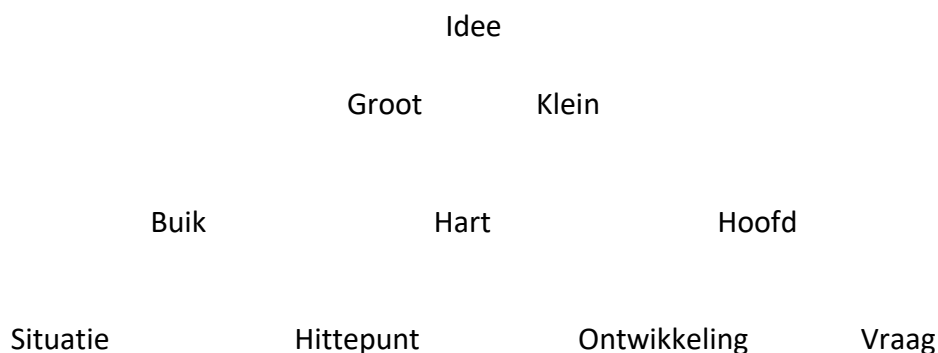 Idee
Groot Klein
Buik Hart Hoofd
Situatie Hittepunt Ontwikkeling Vraag